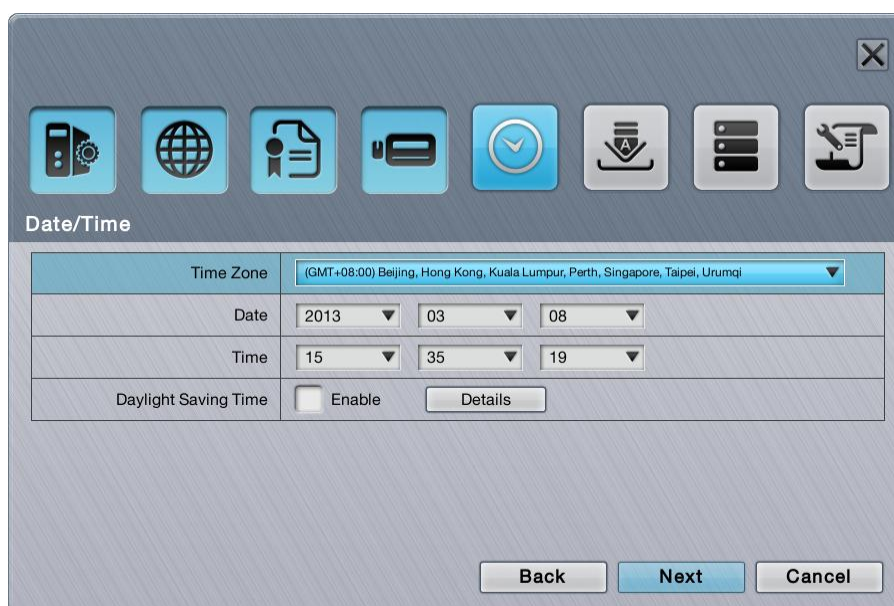 Date/Time
Time Zone (GMT+08:00) Beijing, Hong Kong, Kuala Lumpur, Perth, Singapore, Taipei, Urumqi
Date 2013 03 08
Time 15 35 19
Daylight Saving Time Enable Details
Back Next Cancel